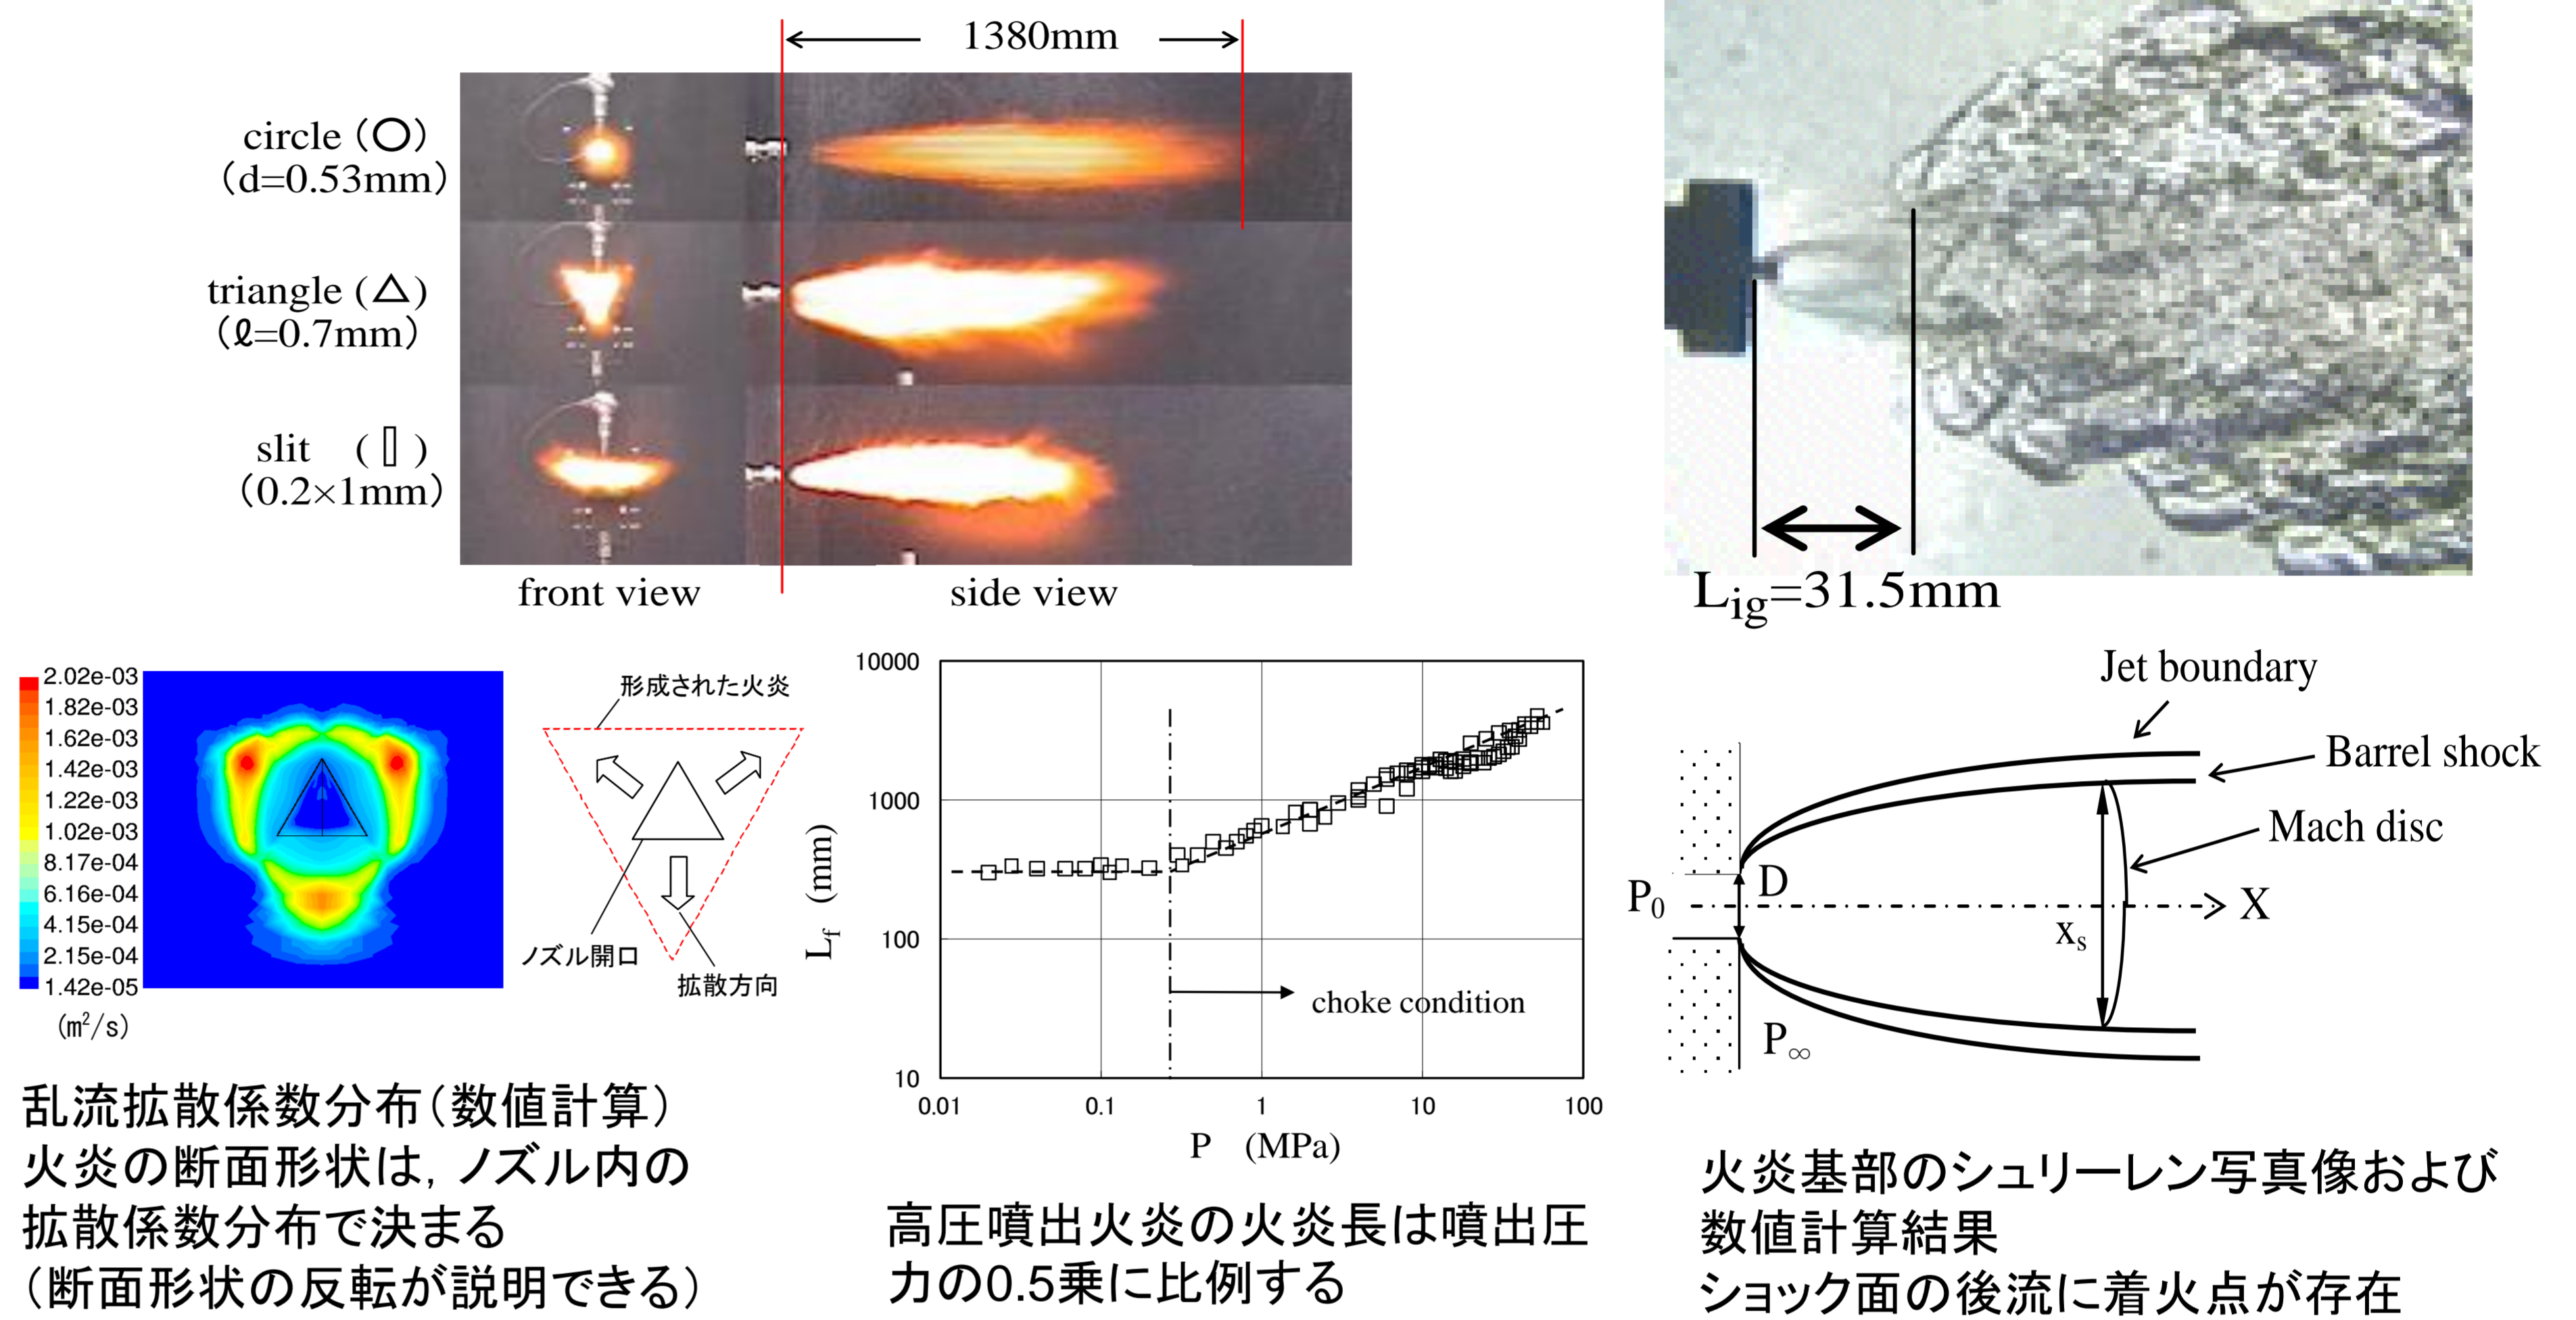 1380mm
circle (○)
(d=0.53mm)
triangle (△)
(ℓ=0.7mm)
slit (▯)
(0.2×1mm)
front view
side view
L_ig=31.5mm
2.02e-03
1.82e-03
1.62e-03
1.42e-03
1.22e-03
1.02e-03
8.17e-04
6.16e-04
4.15e-04
2.15e-04
1.42e-05
(m²/s)
形成された火炎
ノズル開口
拡散方向
10000
1000
100
10
L_f (mm)
choke condition
0.01 0.1 1 10 100
P (MPa)
Jet boundary
Barrel shock
Mach disc
P₀
D
X
x_s
P∞
乱流拡散係数分布(数値計算)
火炎の断面形状は,ノズル内の
拡散係数分布で決まる
(断面形状の反転が説明できる)
高圧噴出火炎の火炎長は噴出圧
力の0.5乗に比例する
火炎基部のシュリーレン写真像および
数値計算結果
ショック面の後流に着火点が存在